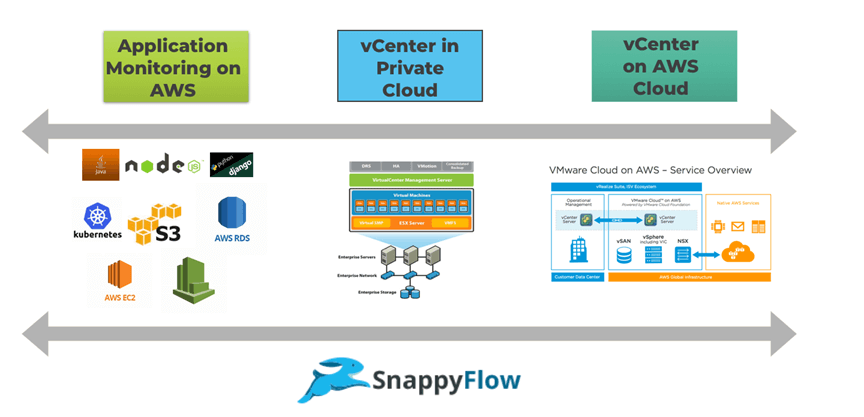 Application
Monitoring on
AWS
vCenter in
Private
Cloud
vCenter
on AWS
Cloud
Java
node JS
python
django
kubernetes
S3
AWS RDS
AWS EC2
DRS HA VMotion Consolidated Backup
VirtualCenter Management Server
Virtual Machines
Virtual SMP ESX Server VMFS
Enterprise Servers
Enterprise Network
Enterprise Storage
VMware Cloud on AWS – Service Overview
vRealize Suite, ISV Ecosystem
Operational
Management
VMware Cloud™ on AWS
Powered by VMware Cloud Foundation
Native AWS Services
vCenter
Server
vCenter
Server
vSAN
vSphere
including VIC
NSX
Customer Data Center
AWS Global Infrastructure
SnappyFlow